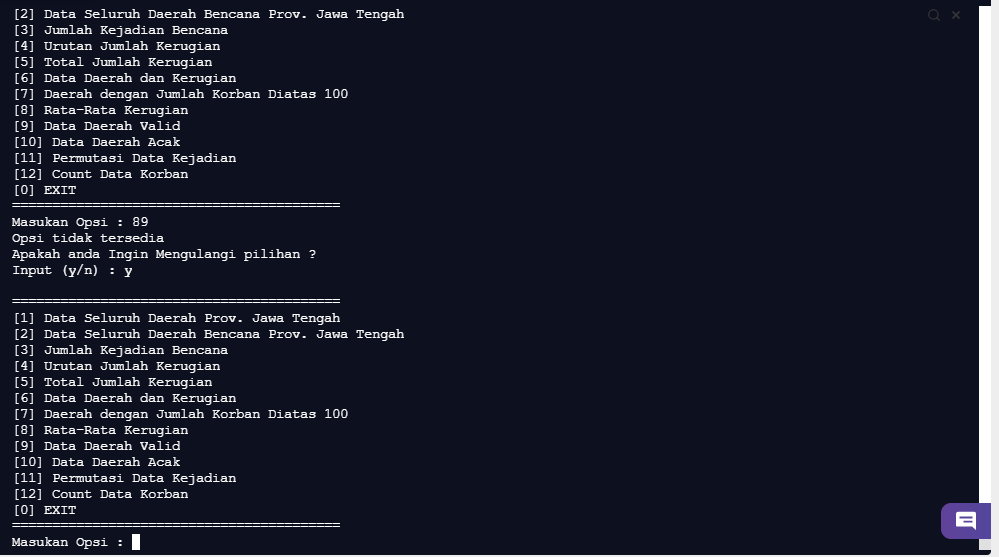 [2] Data Seluruh Daerah Bencana Prov. Jawa Tengah
[3] Jumlah Kejadian Bencana
[4] Urutan Jumlah Kerugian
[5] Total Jumlah Kerugian
[6] Data Daerah dan Kerugian
[7] Daerah dengan Jumlah Korban Diatas 100
[8] Rata-Rata Kerugian
[9] Data Daerah Valid
[10] Data Daerah Acak
[11] Permutasi Data Kejadian
[12] Count Data Korban
[0] EXIT
=========================================
Masukan Opsi : 89
Opsi tidak tersedia
Apakah anda Ingin Mengulangi pilihan ?
Input (y/n) : y
=========================================
[1] Data Seluruh Daerah Prov. Jawa Tengah
[2] Data Seluruh Daerah Bencana Prov. Jawa Tengah
[3] Jumlah Kejadian Bencana
[4] Urutan Jumlah Kerugian
[5] Total Jumlah Kerugian
[6] Data Daerah dan Kerugian
[7] Daerah dengan Jumlah Korban Diatas 100
[8] Rata-Rata Kerugian
[9] Data Daerah Valid
[10] Data Daerah Acak
[11] Permutasi Data Kejadian
[12] Count Data Korban
[0] EXIT
=========================================
Masukan Opsi :